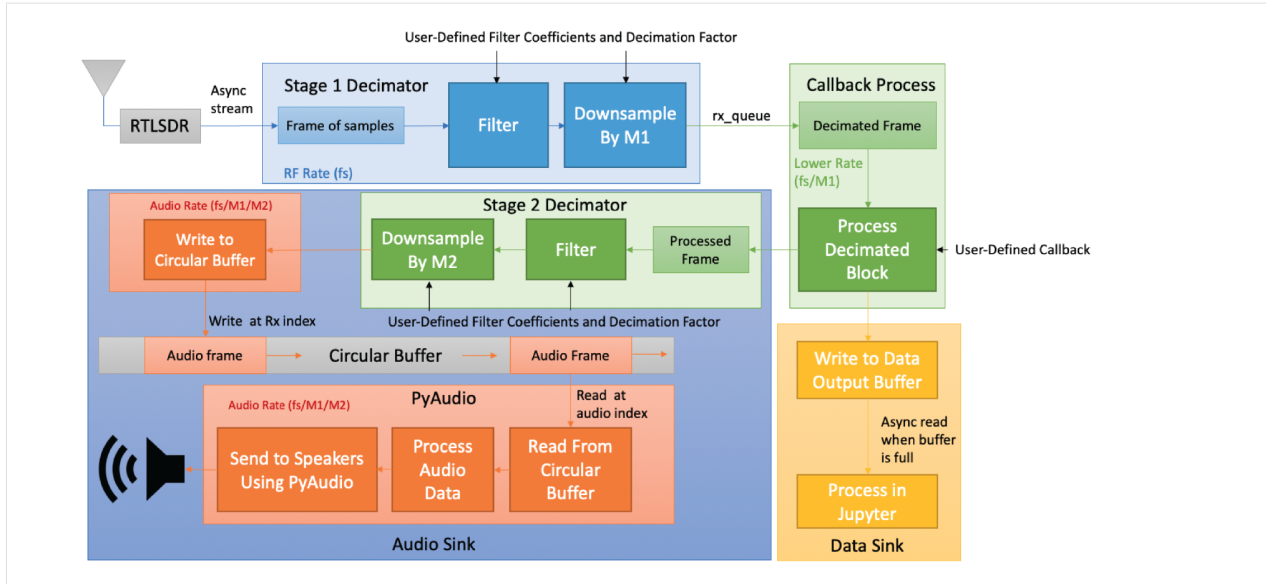 User-Defined Filter Coefficients and Decimation Factor
Stage 1 Decimator
Callback Process
Async
stream
RTLSDR
Frame of samples
Filter
Downsample
By M1
rx_queue
Decimated Frame
RF Rate (fs)
Lower Rate
(fs/M1)
Audio Rate (fs/M1/M2)
Write to
Circular Buffer
Stage 2 Decimator
Downsample
By M2
Filter
Processed
Frame
Process
Decimated
Block
User-Defined Callback
Write at Rx index
User-Defined Filter Coefficients and Decimation Factor
Audio frame
Circular Buffer
Audio Frame
Write to Data
Output Buffer
Audio Rate (fs/M1/M2)
PyAudio
Read at
audio index
Async read
when buffer
is full
Send to Speakers
Using PyAudio
Process
Audio
Data
Read From
Circular
Buffer
Process in
Jupyter
Audio Sink
Data Sink